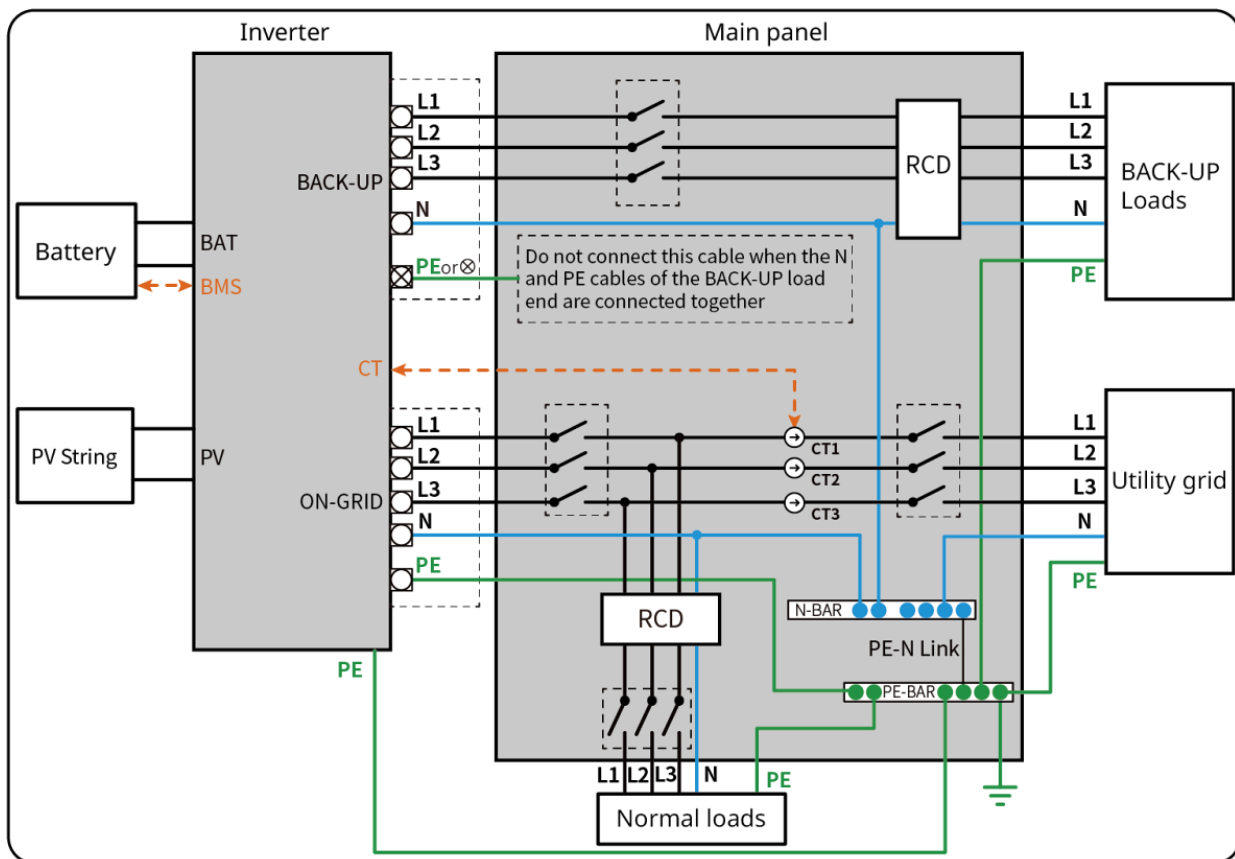 Inverter
Main panel
L1
L2
L3
BACK-UP
N
PEor⊗
RCD
L1
L2
L3
N
PE
BACK-UP
Loads
Battery
BAT
BMS
Do not connect this cable when the N
and PE cables of the BACK-UP load
end are connected together
CT
PV String
PV
ON-GRID
L1
L2
L3
N
PE
CT1
CT2
CT3
L1
L2
L3
N
PE
Utility grid
N-BAR
RCD
PE-N Link
PE-BAR
PE
L1
L2
L3
N
PE
Normal loads